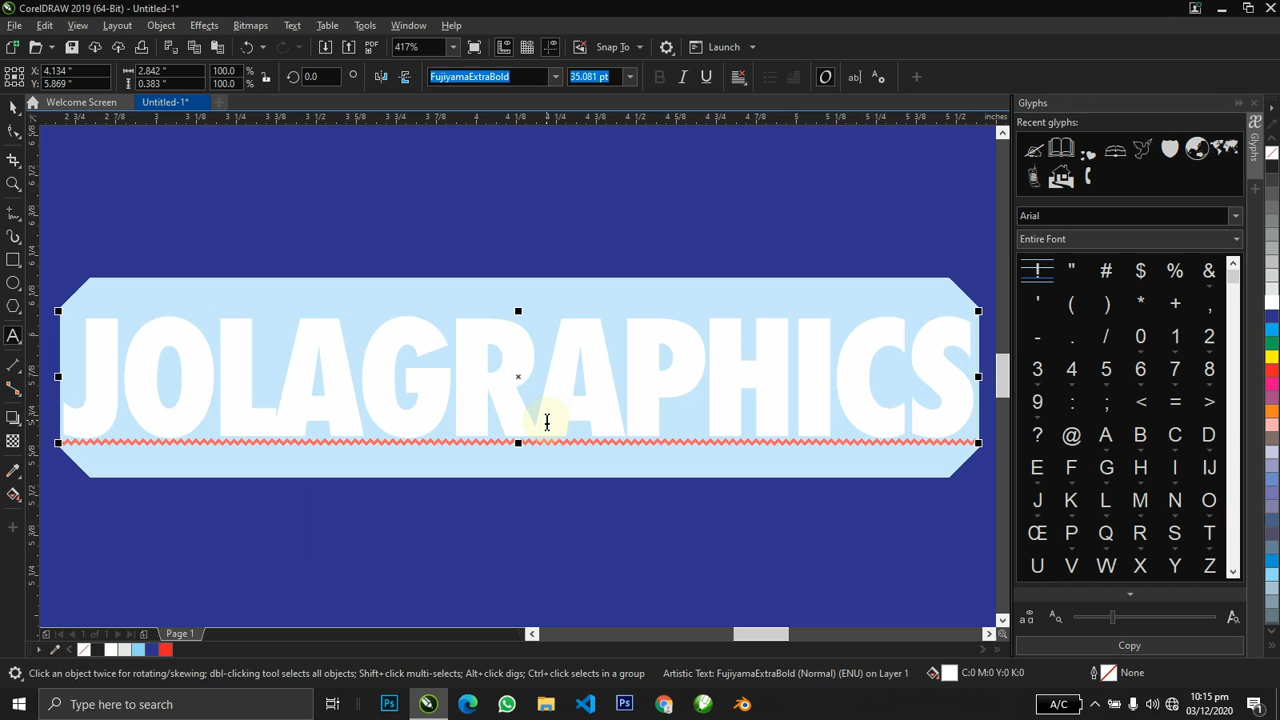 CorelDRAW 2019 (64-Bit) - Untitled-1*
File Edit View Layout Object Effects Bitmaps Text Table Tools Window Help
417% Snap To Launch
X: 4.134 " 2.842 " 100.0 %
Y: 5.869 " 0.383 " 100.0 %
0.0 FujiyamaExtraBold 35.081 pt
Welcome Screen Untitled-1*
inches
JOLAGRAPHICS
Glyphs
Recent glyphs:
Arial
Entire Font
! " # $ % &
' ( ) * + ,
- . / 0 1 2
3 4 5 6 7 8
9 : ; < = >
? @ A B C D
E F G H I IJ
J K L M N O
Œ P Q R S T
U V W X Y Z
Copy
Glyphs
1 of 1 Page 1
Click an object twice for rotating/skewing; dbl-clicking tool selects all objects; Shift+click multi-selects; Alt+click digs; Ctrl+click selects in a group
Artistic Text: FujiyamaExtraBold (Normal) (ENU) on Layer 1
C:0 M:0 Y:0 K:0 None
Type here to search
A/C
10:15 pm
03/12/2020